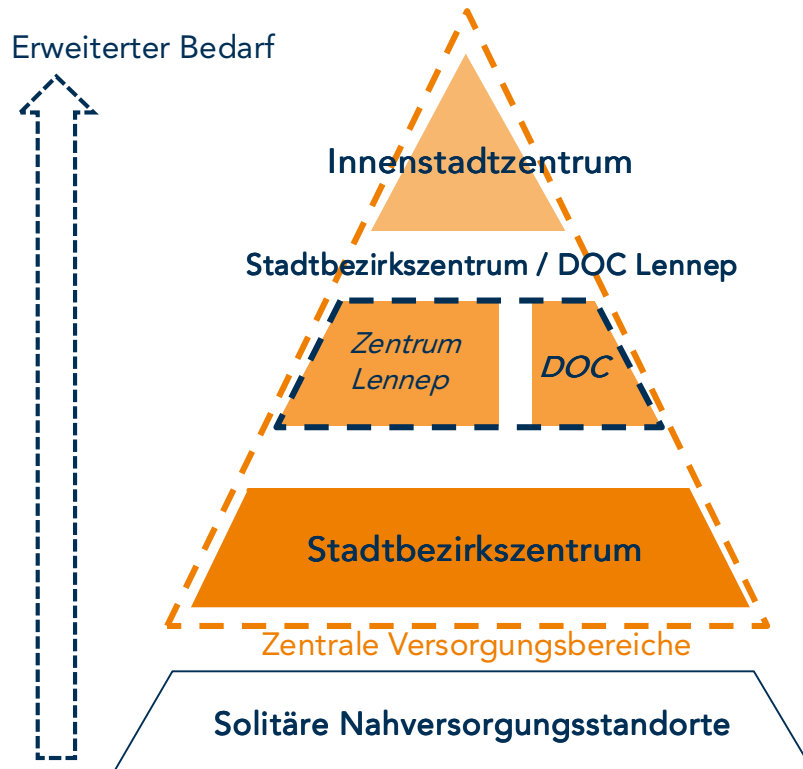 Erweiterter Bedarf
Innenstadtzentrum
Stadtbezirkszentrum / DOC Lennep
Zentrum
Lennep
DOC
Stadtbezirkszentrum
Zentrale Versorgungsbereiche
Solitäre Nahversorgungsstandorte